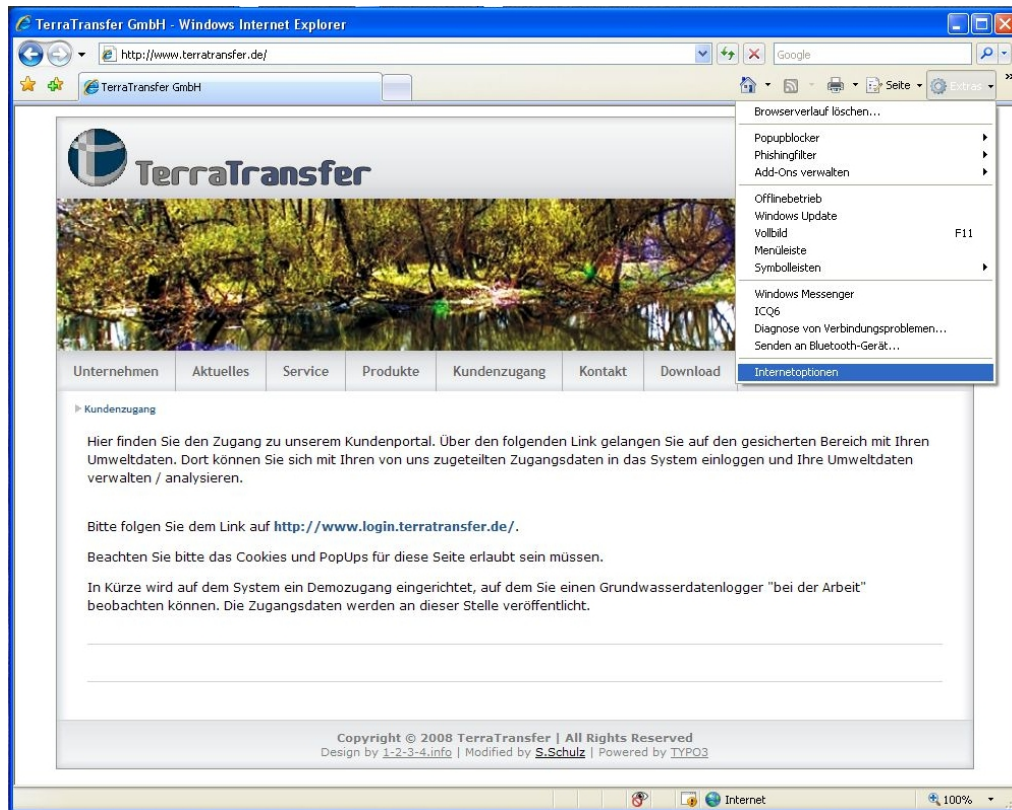 TerraTransfer GmbH - Windows Internet Explorer
http://www.terratransfer.de/
Google
TerraTransfer GmbH
Seite
Extras
Browserverlauf löschen...
Popupblocker
Phishingfilter
Add-Ons verwalten
Offlinebetrieb
Windows Update
Vollbild F11
Menüleiste
Symbolleisten
Windows Messenger
ICQ6
Diagnose von Verbindungsproblemen...
Senden an Bluetooth-Gerät...
Internetoptionen
TerraTransfer
Unternehmen Aktuelles Service Produkte Kundenzugang Kontakt Download
Kundenzugang
Hier finden Sie den Zugang zu unserem Kundenportal. Über den folgenden Link gelangen Sie auf den gesicherten Bereich mit Ihren
Umweltdaten. Dort können Sie sich mit Ihren von uns zugeteilten Zugangsdaten in das System einloggen und Ihre Umweltdaten
verwalten / analysieren.
Bitte folgen Sie dem Link auf http://www.login.terratransfer.de/.
Beachten Sie bitte das Cookies und PopUps für diese Seite erlaubt sein müssen.
In Kürze wird auf dem System ein Demozugang eingerichtet, auf dem Sie einen Grundwasserdatenlogger "bei der Arbeit"
beobachten können. Die Zugangsdaten werden an dieser Stelle veröffentlicht.
Copyright © 2008 TerraTransfer | All Rights Reserved
Design by 1-2-3-4.info | Modified by S.Schulz | Powered by TYPO3
Internet
100%